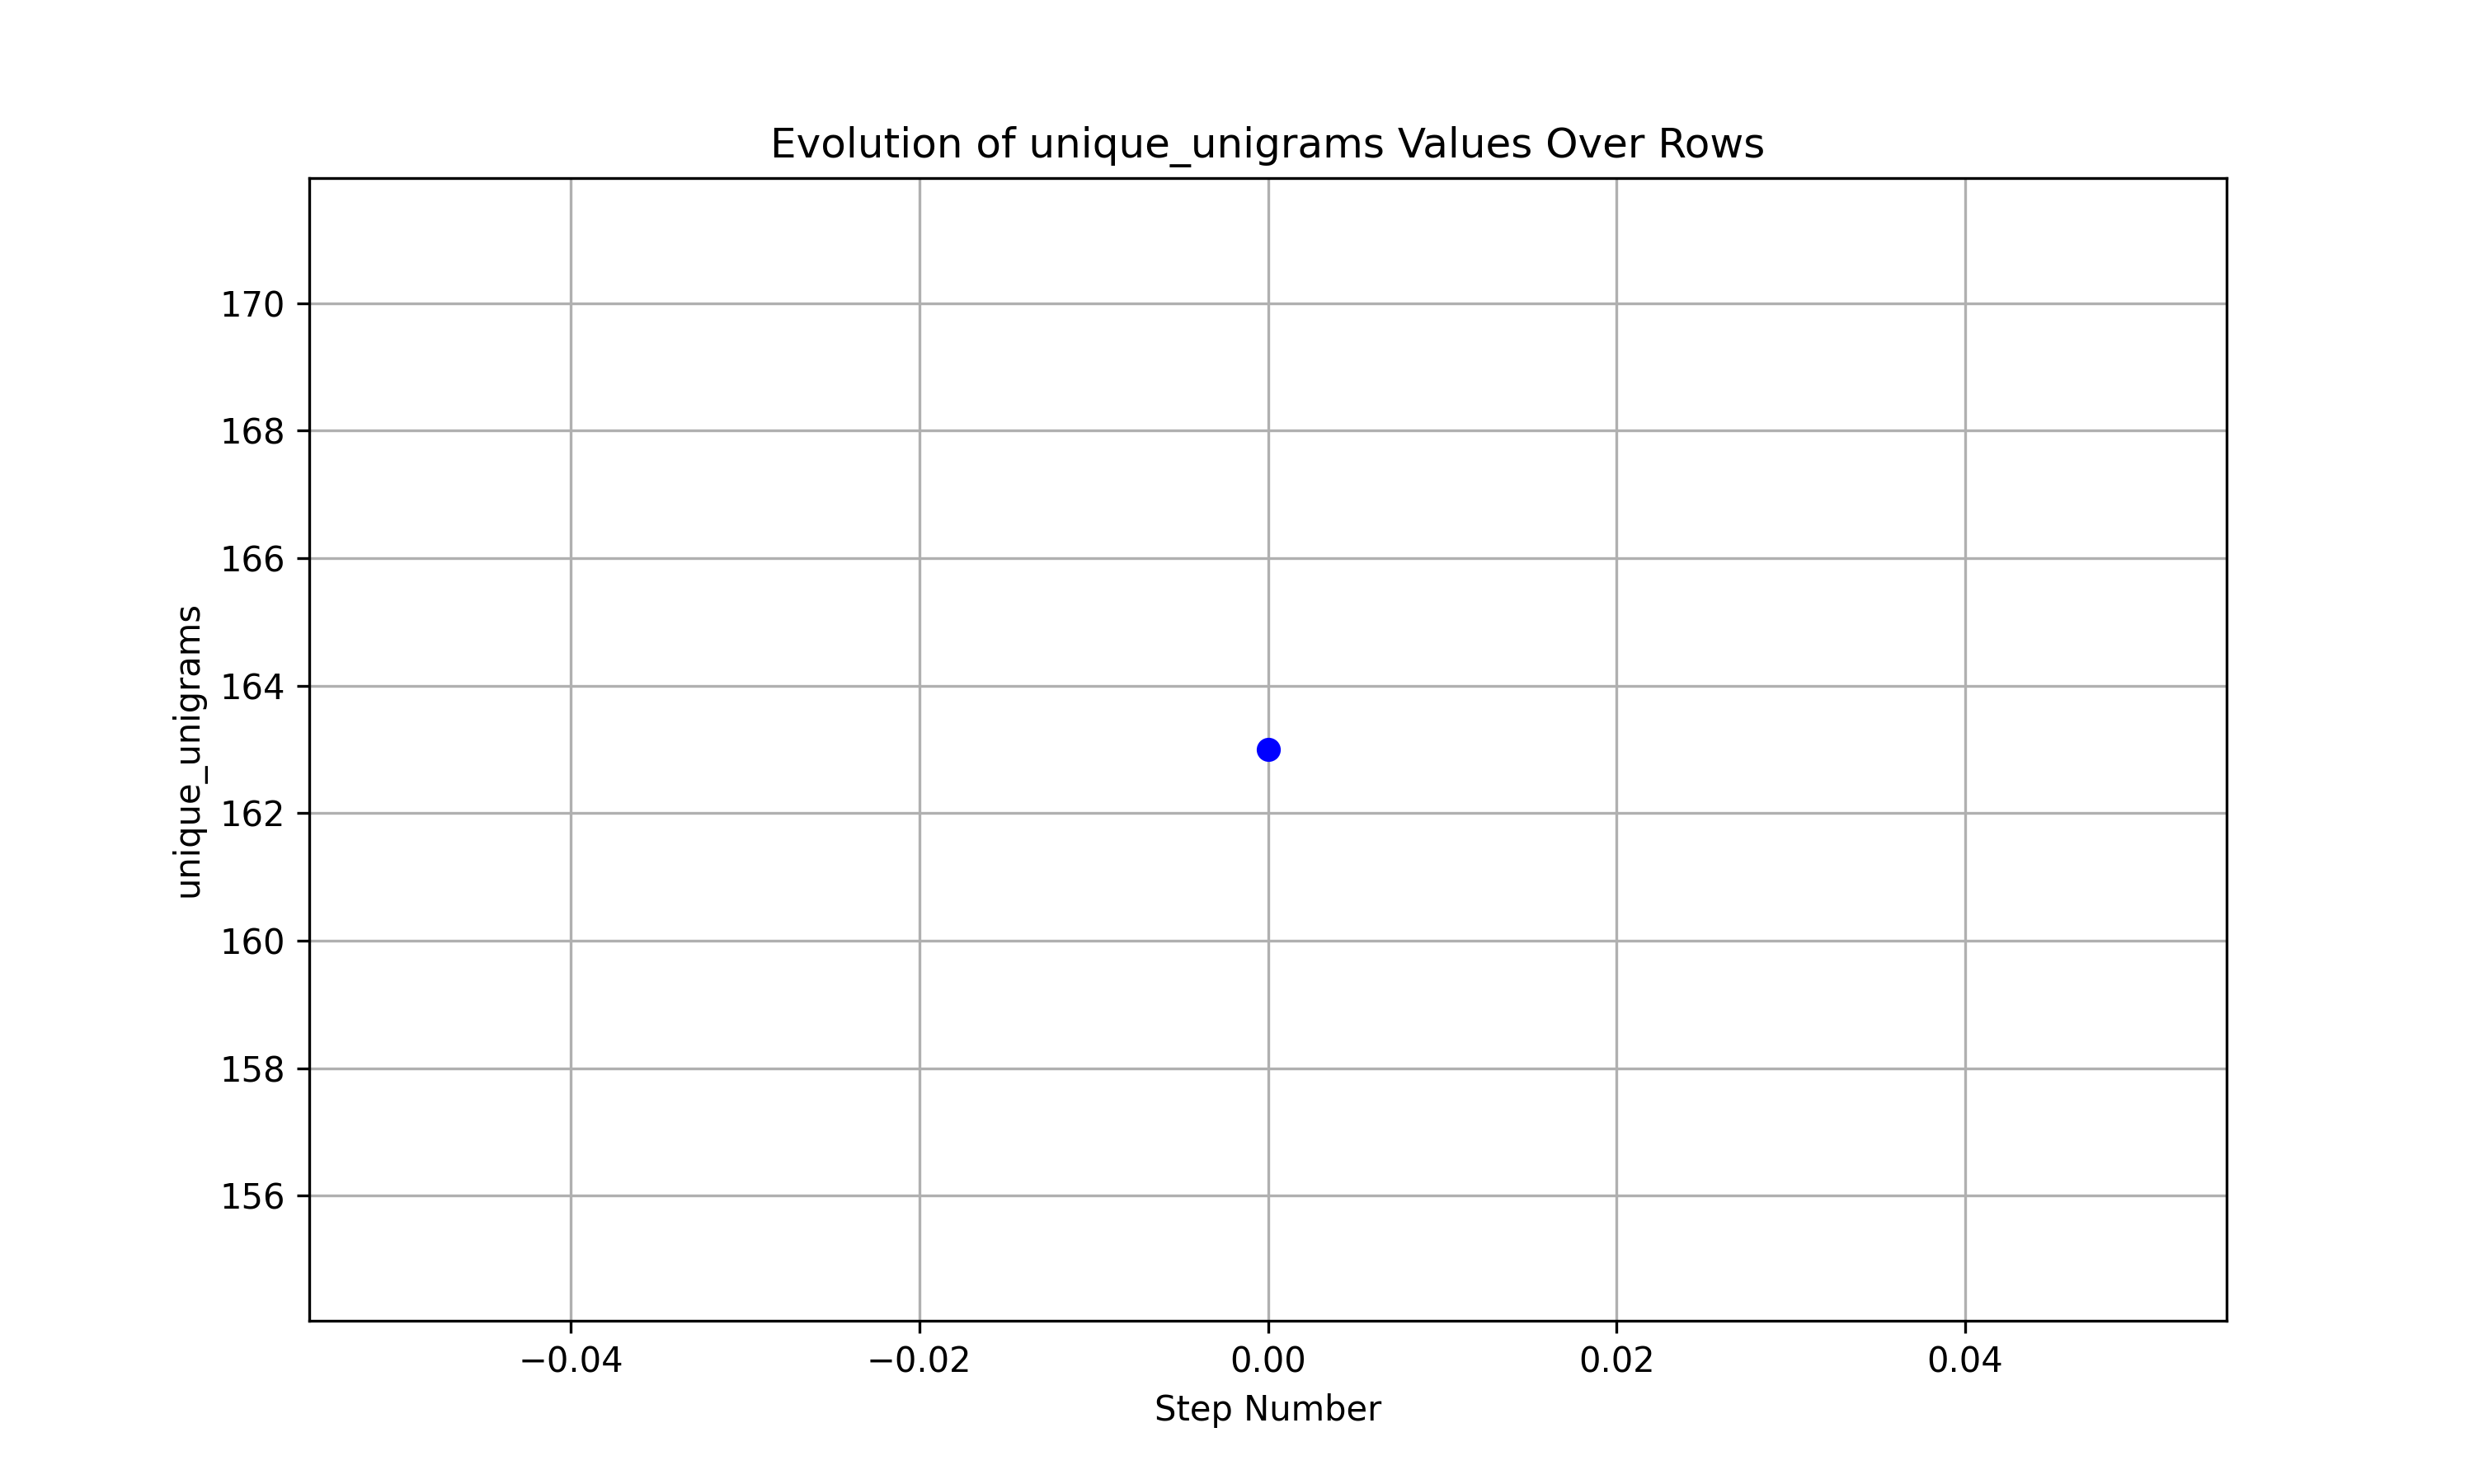 Evolution of unique_unigrams Values Over Rows
unique_unigrams
170
168
166
164
162
160
158
156
−0.04 −0.02 0.00 0.02 0.04
Step Number